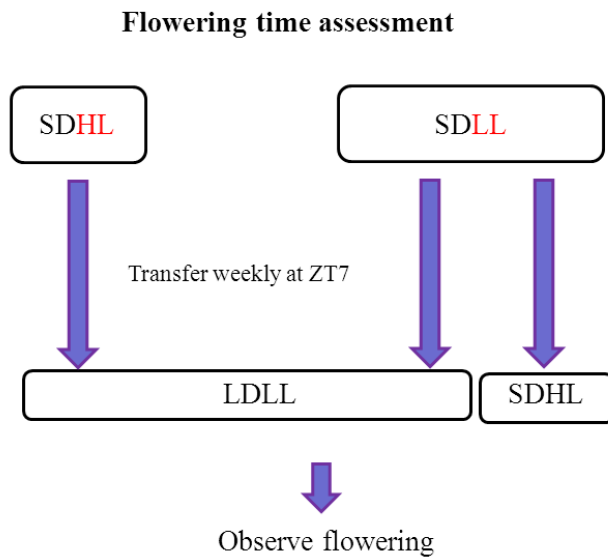 Flowering time assessment
SDHL
SDLL
Transfer weekly at ZT7
LDLL
SDHL
Observe flowering